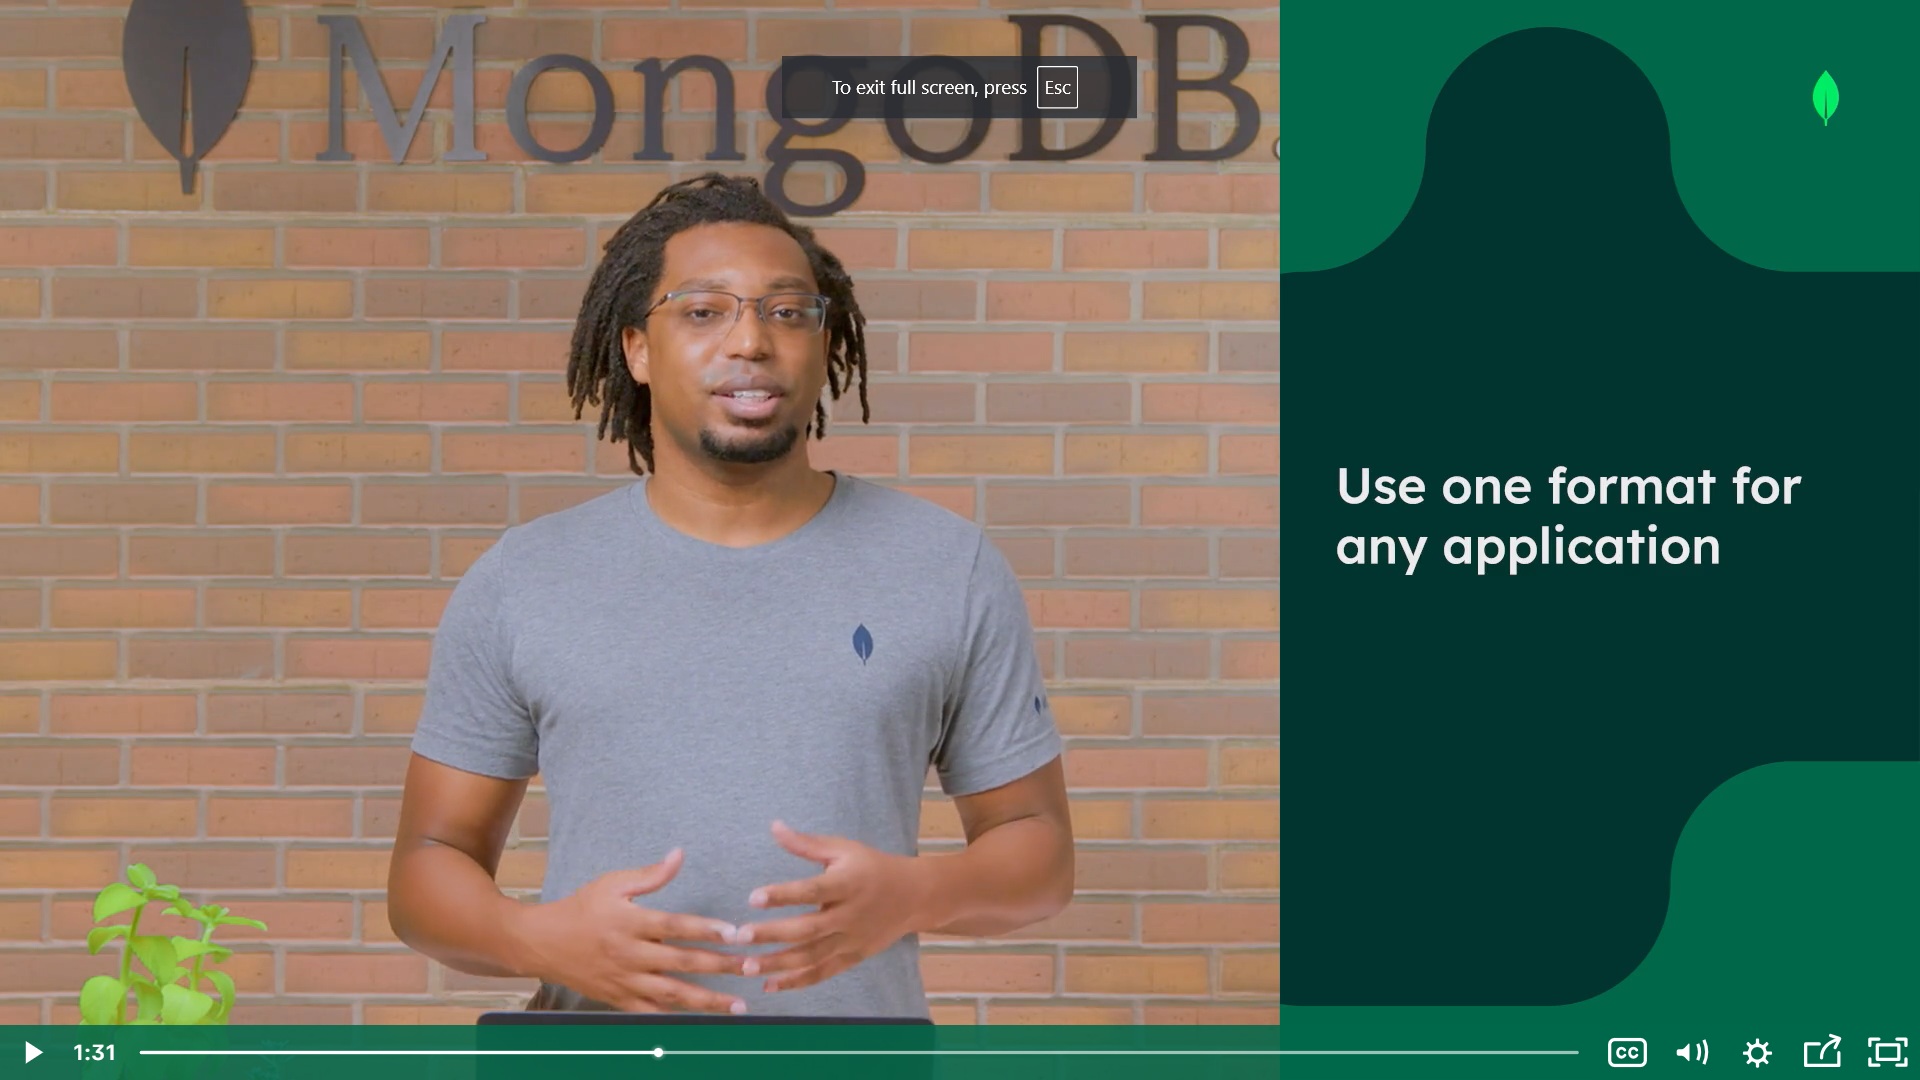 MongoDB
To exit full screen, press Esc
Use one format for
any application
1:31
CC